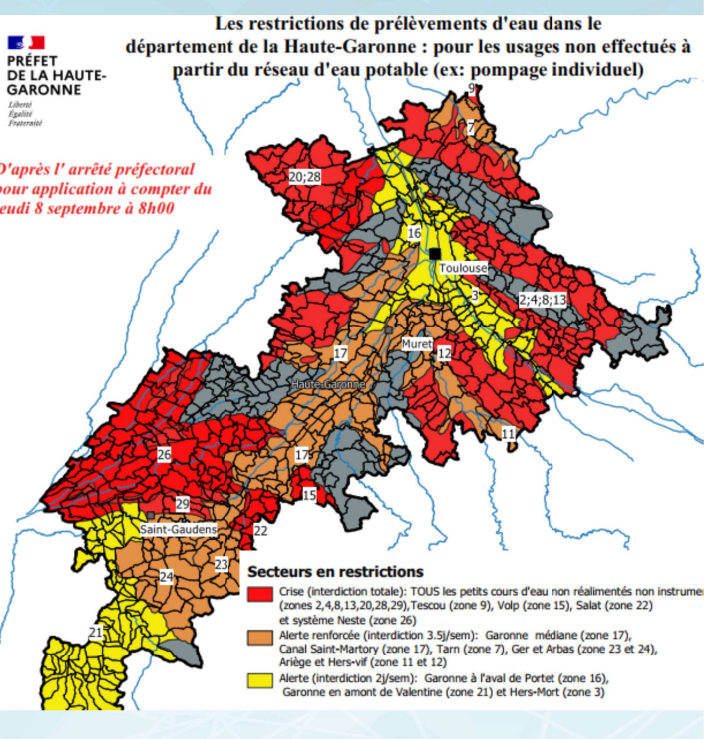 Les restrictions de prélèvements d'eau dans le
département de la Haute-Garonne : pour les usages non effectués à
partir du réseau d'eau potable (ex: pompage individuel)
PRÉFET
DE LA HAUTE-
GARONNE
Liberté
Égalité
Fraternité
D'après l' arrêté préfectoral
pour application à compter du
jeudi 8 septembre à 8h00
9
7
20;28
16
Toulouse
3
2;4;8;13
Muret
17
12
Haute-Garonne
11
26
17
15
29
Saint-Gaudens
22
23
24
21
Secteurs en restrictions
Crise (interdiction totale): TOUS les petits cours d'eau non réalimentés non instrume
(zones 2,4,8,13,20,28,29),Tescou (zone 9), Volp (zone 15), Salat (zone 22)
et système Neste (zone 26)
Alerte renforcée (interdiction 3.5j/sem): Garonne médiane (zone 17),
Canal Saint-Martory (zone 17), Tarn (zone 7), Ger et Arbas (zone 23 et 24),
Ariège et Hers-vif (zone 11 et 12)
Alerte (interdiction 2j/sem): Garonne à l'aval de Portet (zone 16),
Garonne en amont de Valentine (zone 21) et Hers-Mort (zone 3)